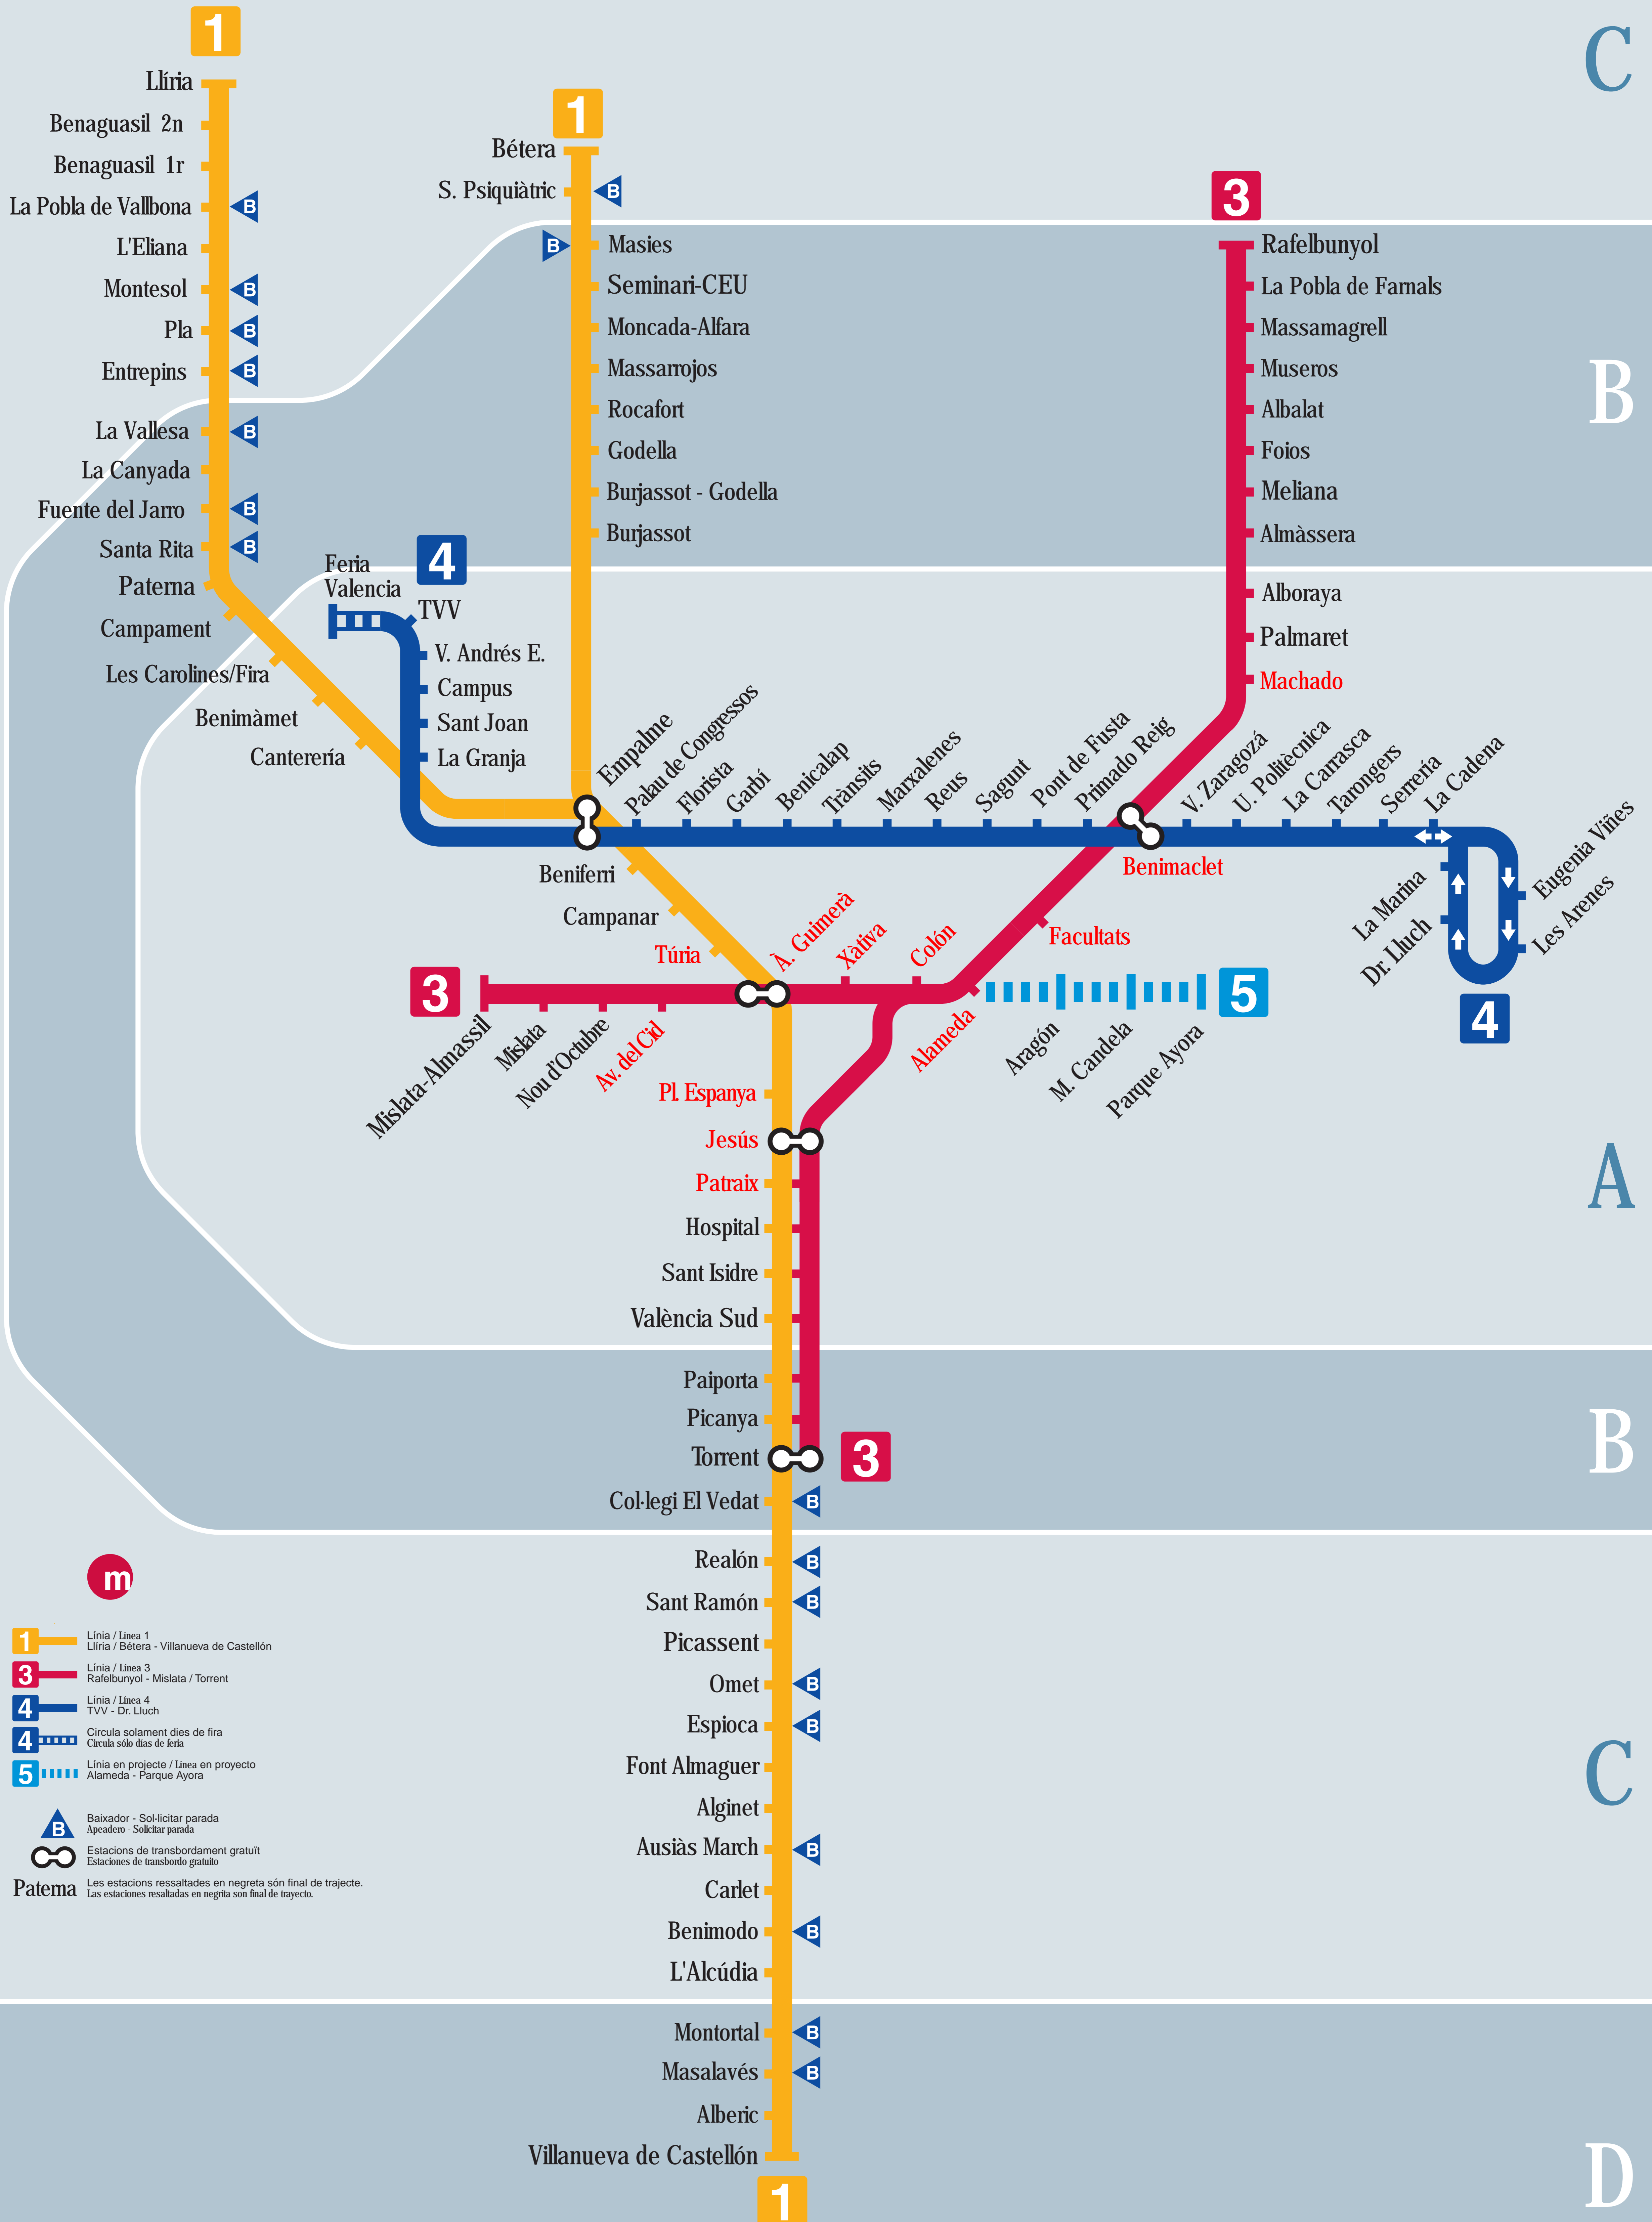 1
Llíria
Benaguasil 2n
Benaguasil 1r
La Pobla de Vallbona
B
L'Eliana
Montesol
B
Pla
B
Entrepins
B
La Vallesa
B
La Canyada
Fuente del Jarro
B
Santa Rita
B
Paterna
Campament
Les Carolines/Fira
Benimàmet
Canterería
1
Bétera
S. Psiquiàtric
B
B
Masies
Seminari-CEU
Moncada-Alfara
Massarrojos
Rocafort
Godella
Burjassot - Godella
Burjassot
3
Rafelbunyol
La Pobla de Farnals
Massamagrell
Museros
Albalat
Foios
Meliana
Almàssera
Alboraya
Palmaret
Machado
C
B
A
B
C
D
Feria
Valencia
4
TVV
V. Andrés E.
Campus
Sant Joan
La Granja
Empalme
Palau de Congressos
Florista
Garbí
Benicalap
Trànsits
Marxalenes
Reus
Sagunt
Pont de Fusta
Primado Reig
V. Zaragozá
U. Politècnica
La Carrasca
Tarongers
Serrería
La Cadena
Eugenia Viñes
Les Arenes
La Marina
Dr. Lluch
4
Benimaclet
Facultats
Beniferri
Campanar
Túria
À. Guimerà
Xàtiva
Colón
Alameda
3
Mislata-Almassil
Mislata
Nou d'Octubre
Av. del Cid
Aragón
M. Candela
Parque Ayora
5
Pl. Espanya
Jesús
Patraix
Hospital
Sant Isidre
València Sud
Paiporta
Picanya
Torrent
3
Col·legi El Vedat
B
Realón
B
Sant Ramón
B
Picassent
Omet
B
Espioca
B
Font Almaguer
Alginet
Ausiàs March
B
Carlet
Benimodo
B
L'Alcúdia
Montortal
B
Masalavés
B
Alberic
Villanueva de Castellón
1
m
1
Línia / Línea 1
Llíria / Bétera - Villanueva de Castellón
3
Línia / Línea 3
Rafelbunyol - Mislata / Torrent
4
Línia / Línea 4
TVV - Dr. Lluch
4
Circula solament dies de fira
Circula sólo dias de feria
5
Línia en projecte / Línea en proyecto
Alameda - Parque Ayora
B
Baixador - Sol·licitar parada
Apeadero - Solicitar parada
Estacions de transbordament gratuït
Estaciones de transbordo gratuito
Paterna
Les estacions ressaltades en negreta són final de trajecte.
Las estaciones resaltadas en negrita son final de trayecto.